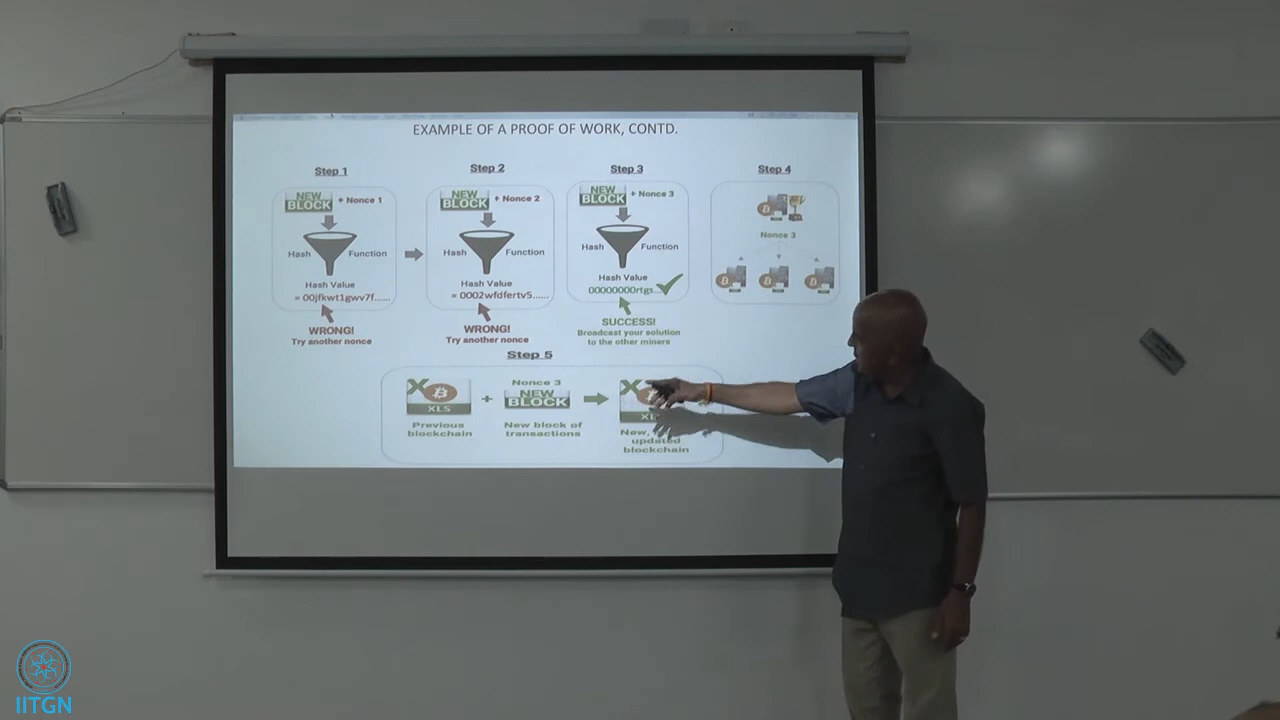 EXAMPLE OF A PROOF OF WORK, CONTD.
Step 1
NEW
BLOCK
+ Nonce 1
Hash Function
Hash Value
= 00jfkwt1gwv7f......
WRONG!
Try another nonce
Step 2
NEW
BLOCK
+ Nonce 2
Hash Function
Hash Value
= 0002wfdfertv5......
WRONG!
Try another nonce
Step 3
NEW
BLOCK
+ Nonce 3
Hash Function
Hash Value
00000000rtgs...
SUCCESS!
Broadcast your solution
to the other miners
Step 4
Nonce 3
Step 5
X
XLS
Previous
blockchain
+
Nonce 3
NEW
BLOCK
New block of
transactions
X
New,
updated
blockchain
IITGN